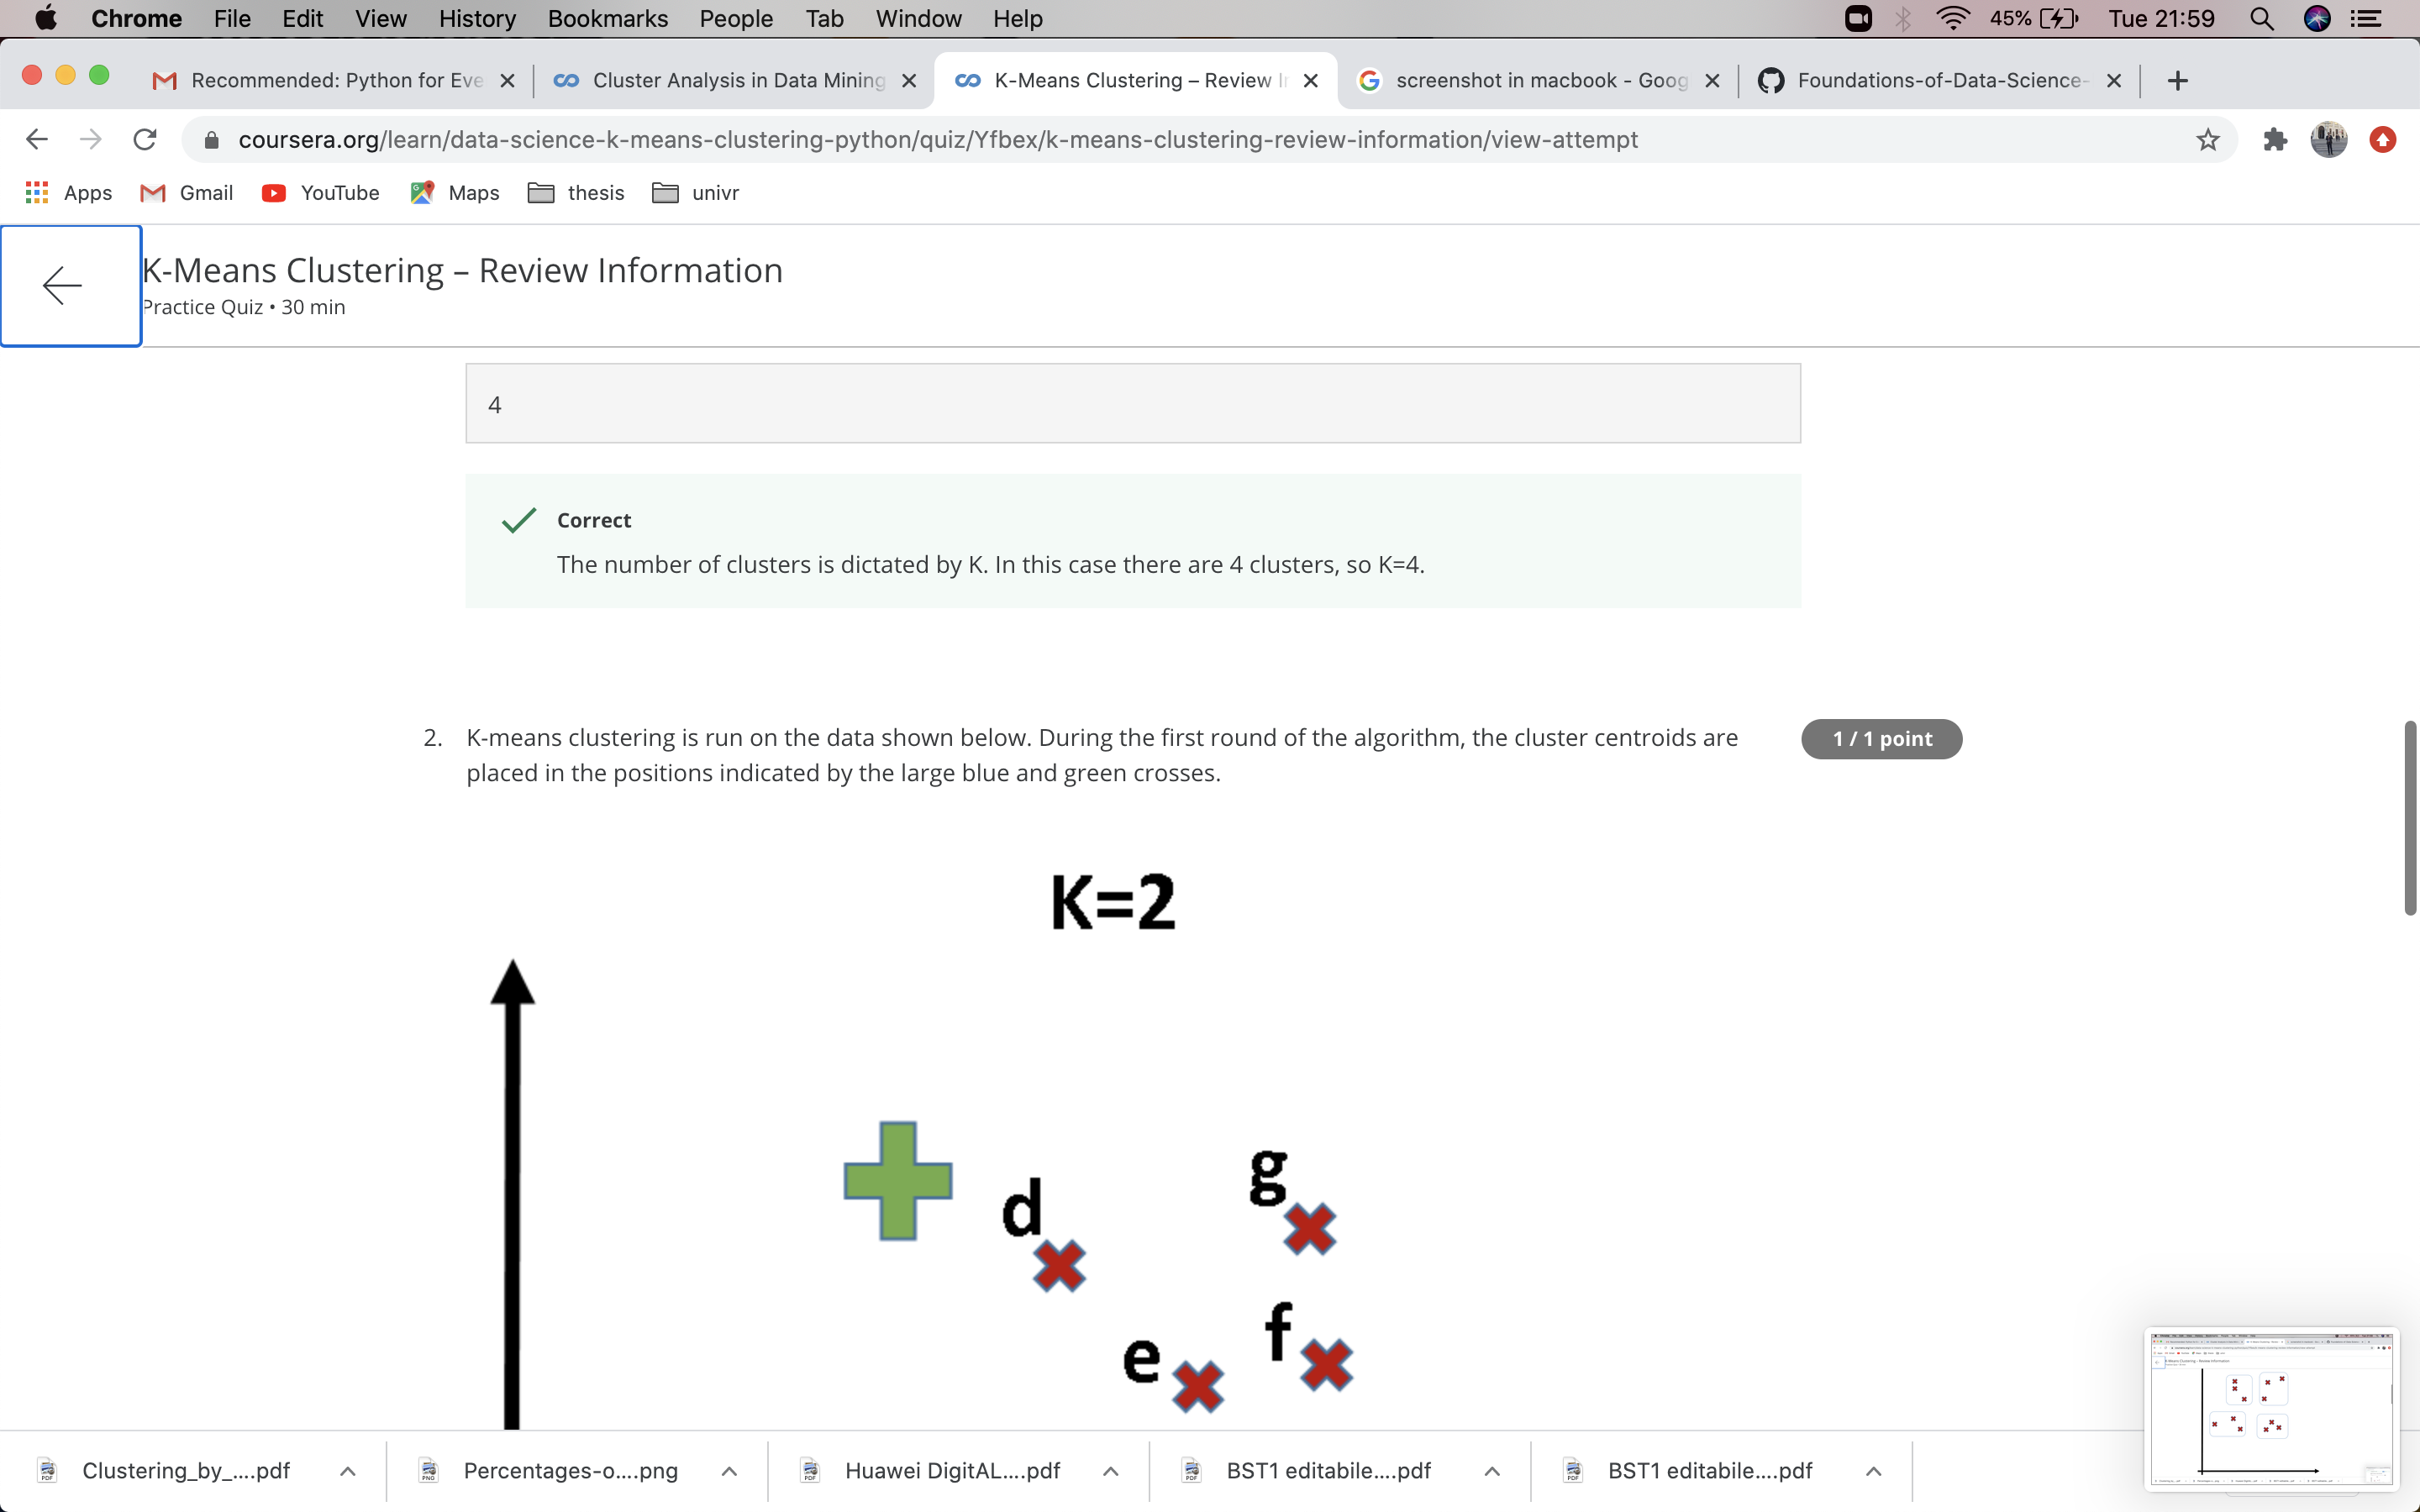 Chrome File Edit View History Bookmarks People Tab Window Help 45% Tue 21:59
Recommended: Python for Eve Cluster Analysis in Data Mining K-Means Clustering – Review In screenshot in macbook - Goog Foundations-of-Data-Science-
coursera.org/learn/data-science-k-means-clustering-python/quiz/Yfbex/k-means-clustering-review-information/view-attempt
Apps Gmail YouTube Maps thesis univr
K-Means Clustering – Review Information
Practice Quiz • 30 min
4
Correct
The number of clusters is dictated by K. In this case there are 4 clusters, so K=4.
2. K-means clustering is run on the data shown below. During the first round of the algorithm, the cluster centroids are 1 / 1 point
placed in the positions indicated by the large blue and green crosses.
K=2
g
d
f
e
Clustering_by_....pdf Percentages-o....png Huawei DigitAL....pdf BST1 editabile....pdf BST1 editabile....pdf